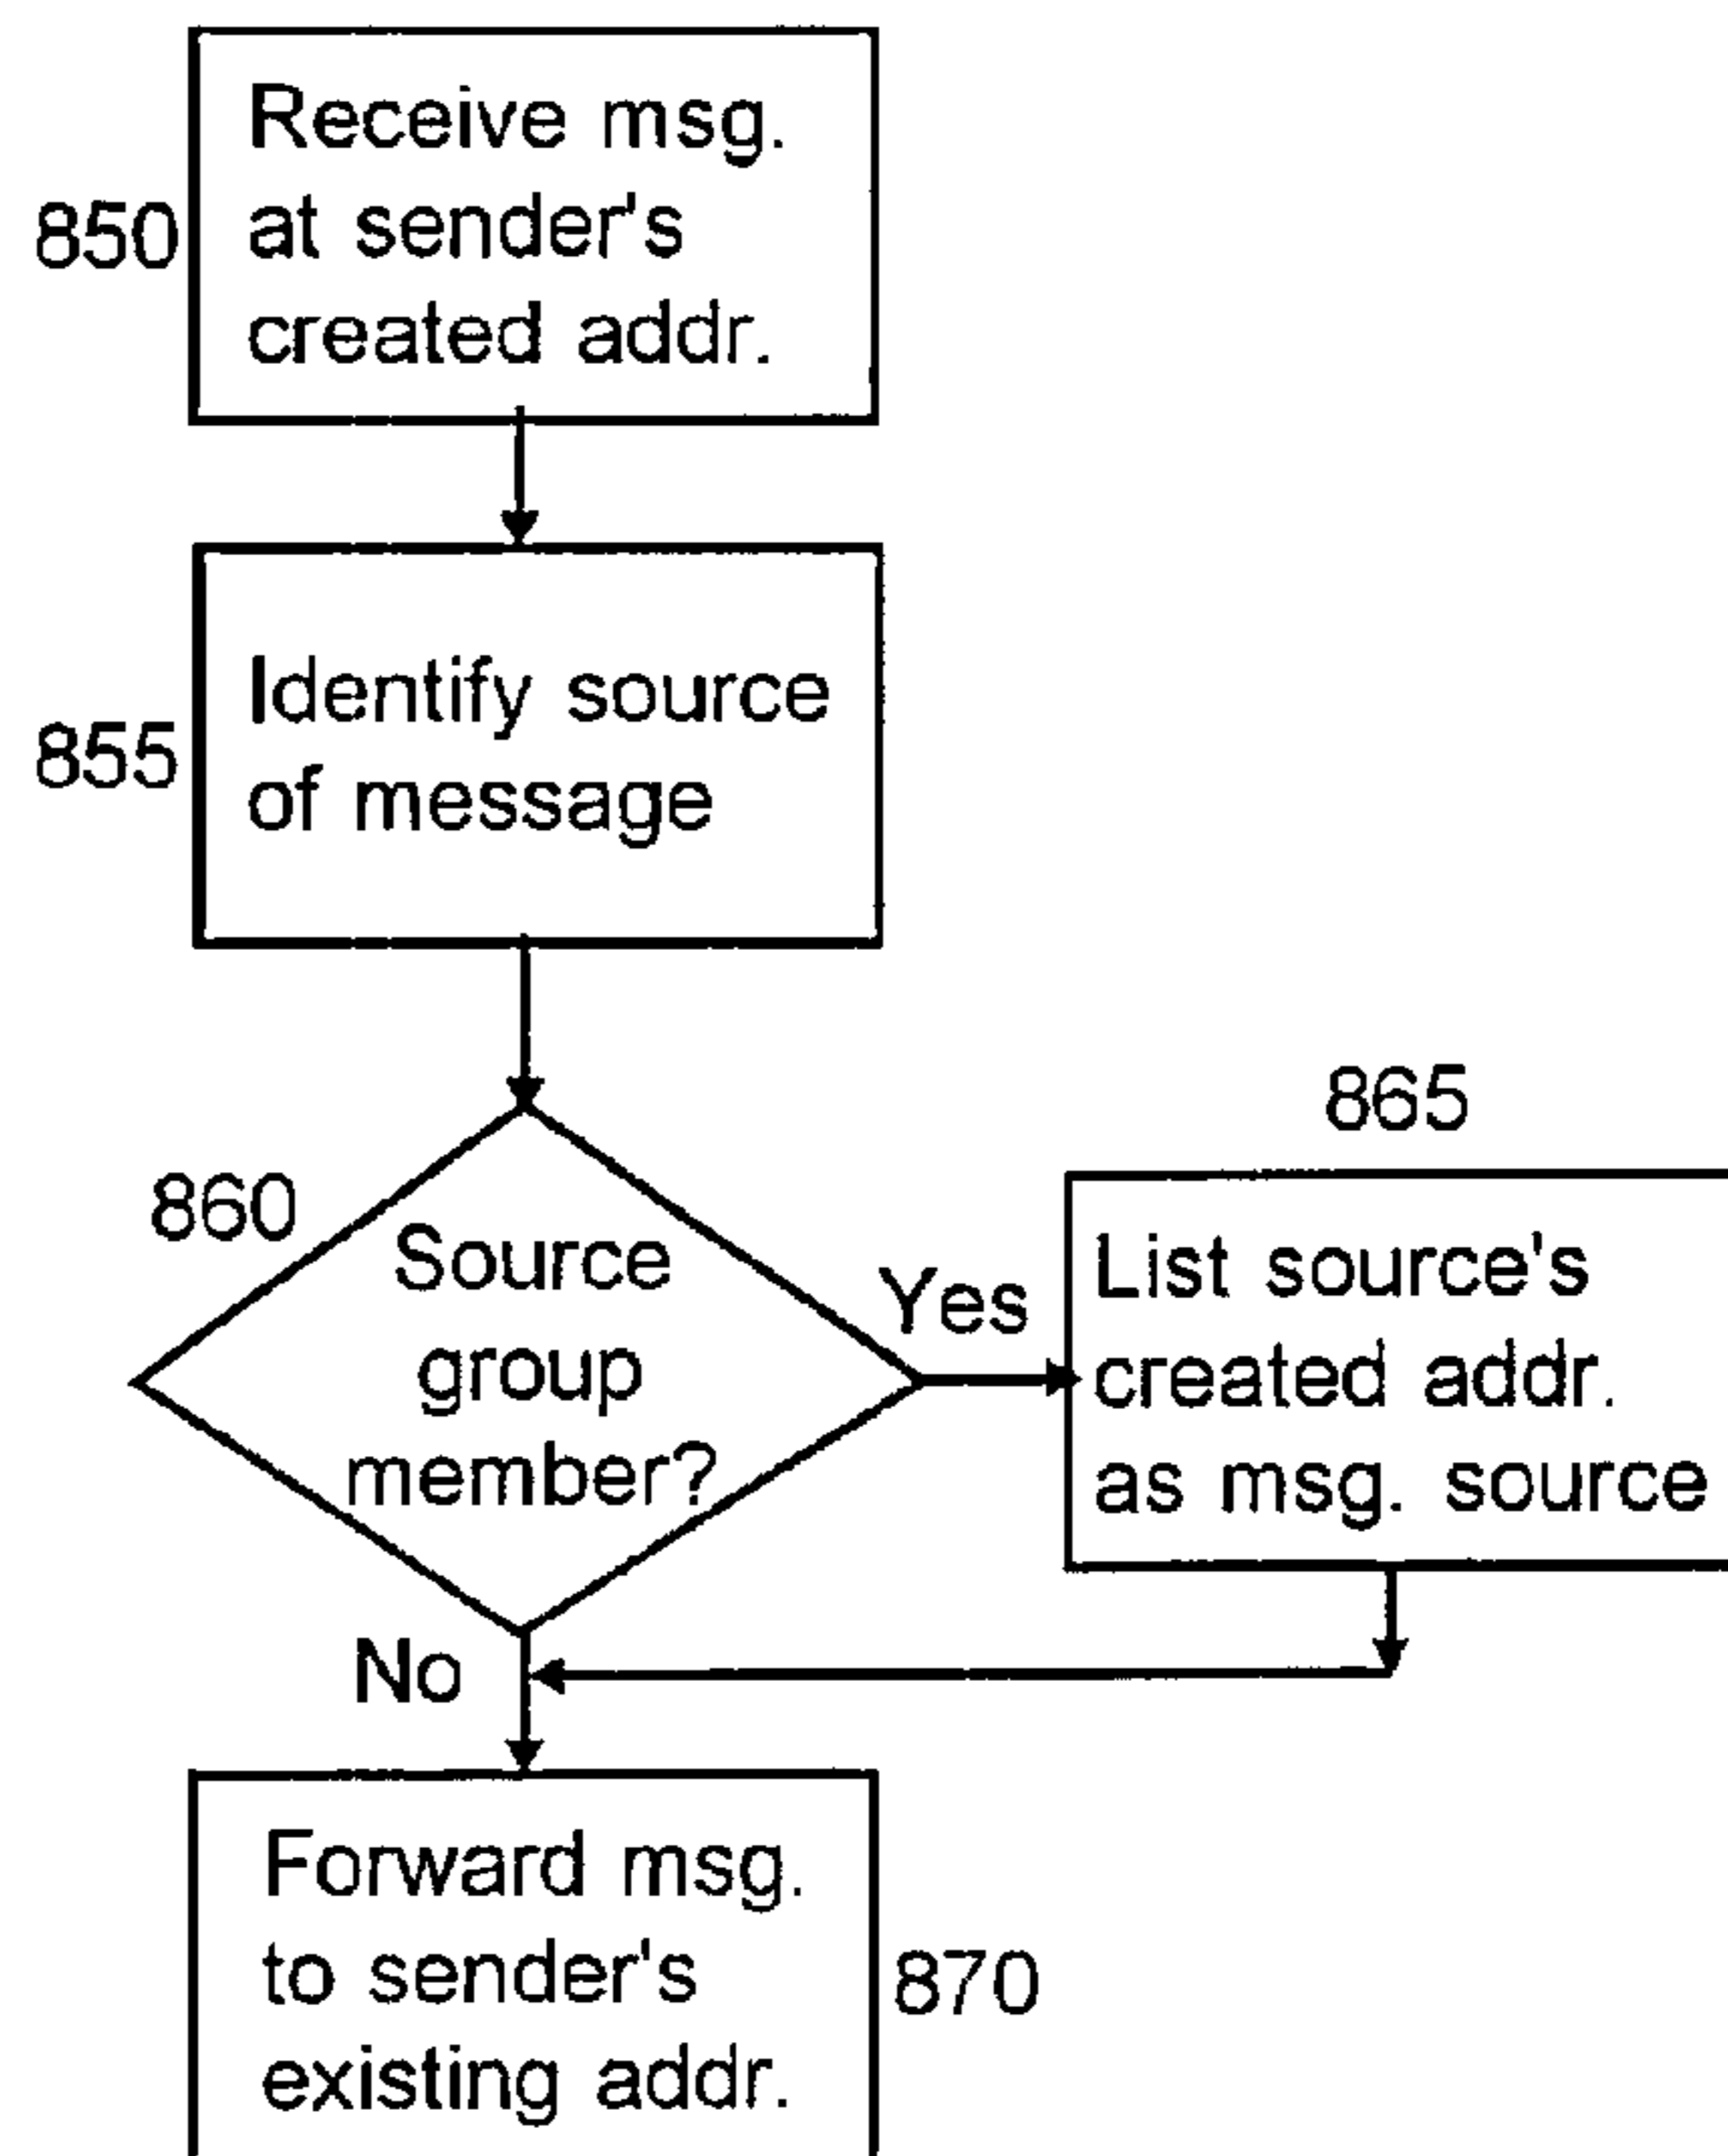 Receive msg.
at sender's
created addr.
850
Identify source
of message
855
860
Source
group
member?
Yes
865
List source's
created addr.
as msg. source
No
Forward msg.
to sender's
existing addr.
870